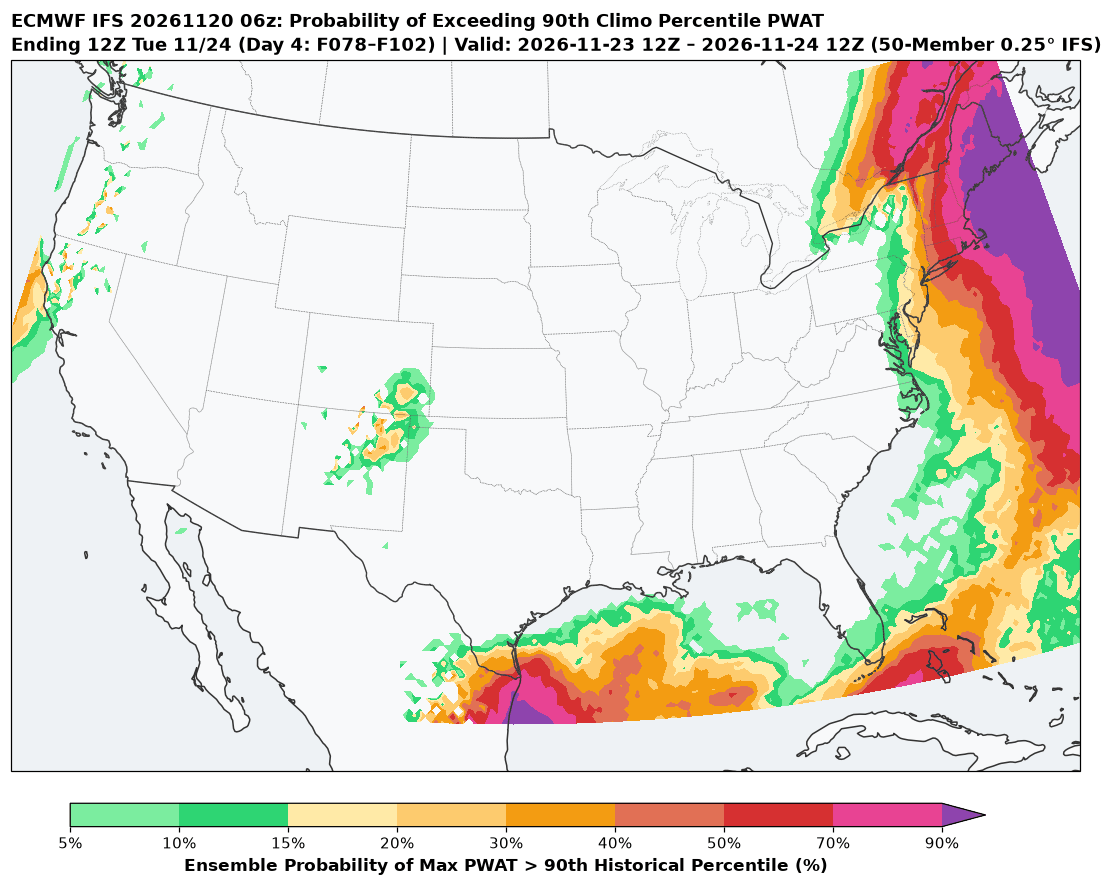 ECMWF IFS 20261120 06z: Probability of Exceeding 90th Climo Percentile PWAT
Ending 12Z Tue 11/24 (Day 4: F078–F102) | Valid: 2026-11-23 12Z – 2026-11-24 12Z (50-Member 0.25° IFS)
5% 10% 15% 20% 30% 40% 50% 70% 90%
Ensemble Probability of Max PWAT > 90th Historical Percentile (%)